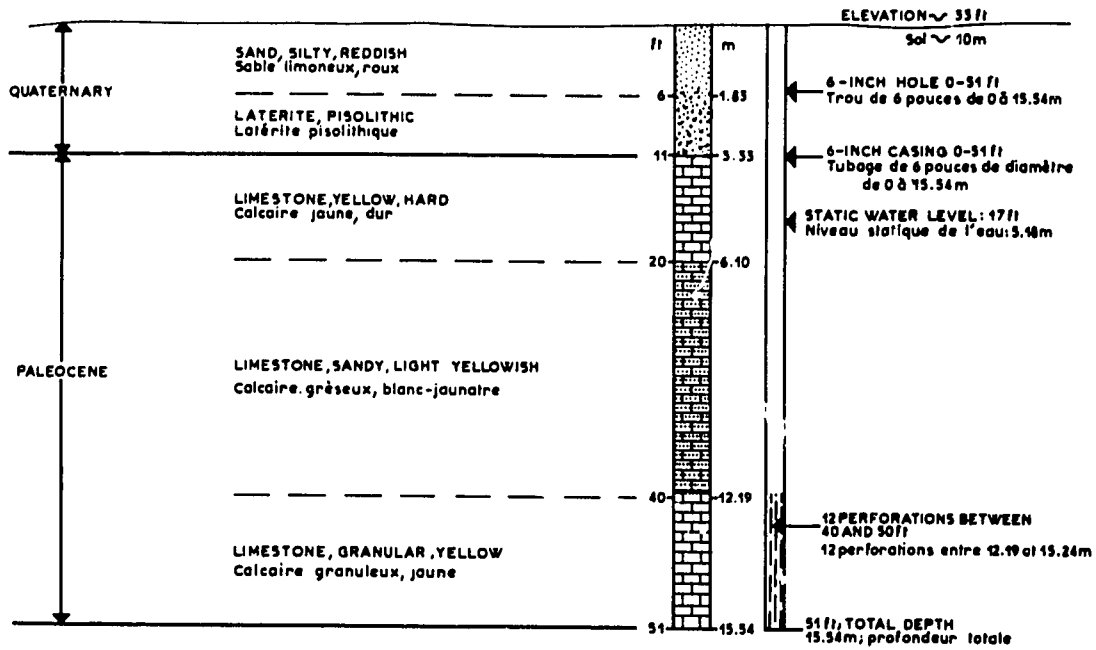 ELEVATION ~ 33 ft
Sol ~ 10m
ft m
SAND, SILTY, REDDISH
Sable limoneux, roux
6-INCH HOLE 0-51 ft
Trou de 6 pouces de 0 à 15.54m
QUATERNARY
6 1.83
LATERITE, PISOLITHIC
Latérite pisolithique
11 3.33
6-INCH CASING 0-51 ft
Tubage de 6 pouces de diamètre
de 0 à 15.54m
LIMESTONE, YELLOW, HARD
Calcaire jaune, dur
STATIC WATER LEVEL: 17 ft
Niveau statique de l'eau: 5.18m
20 6.10
PALEOCENE
LIMESTONE, SANDY, LIGHT YELLOWISH
Calcaire. grèseux, blanc-jaunatre
40 12.19
12 PERFORATIONS BETWEEN
40 AND 50 ft
12 perforations entre 12.19 at 15.24m
LIMESTONE, GRANULAR, YELLOW
Calcaire granuleux, jaune
51 15.54
51 ft; TOTAL DEPTH
15.54m; profondeur totale